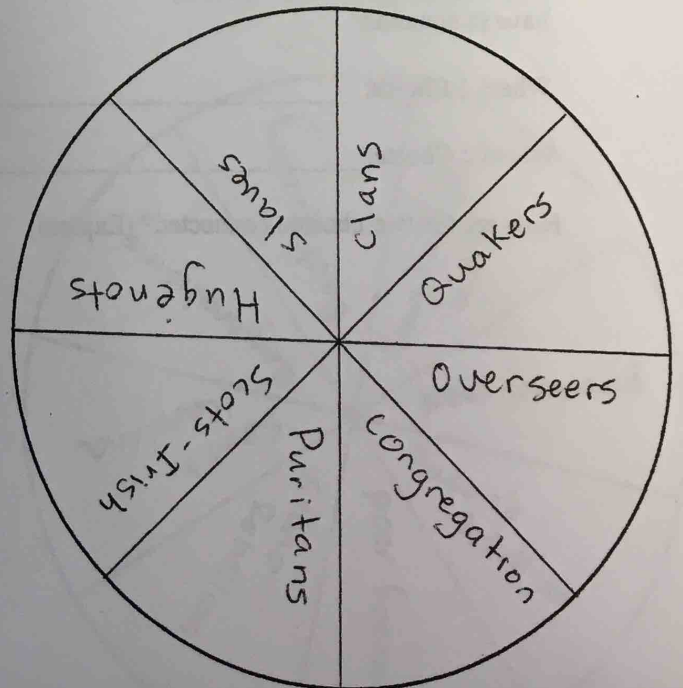 Clans
Quakers
Overseers
Congregation
Puritans
Scots-Irish
Hugenots
Slaves